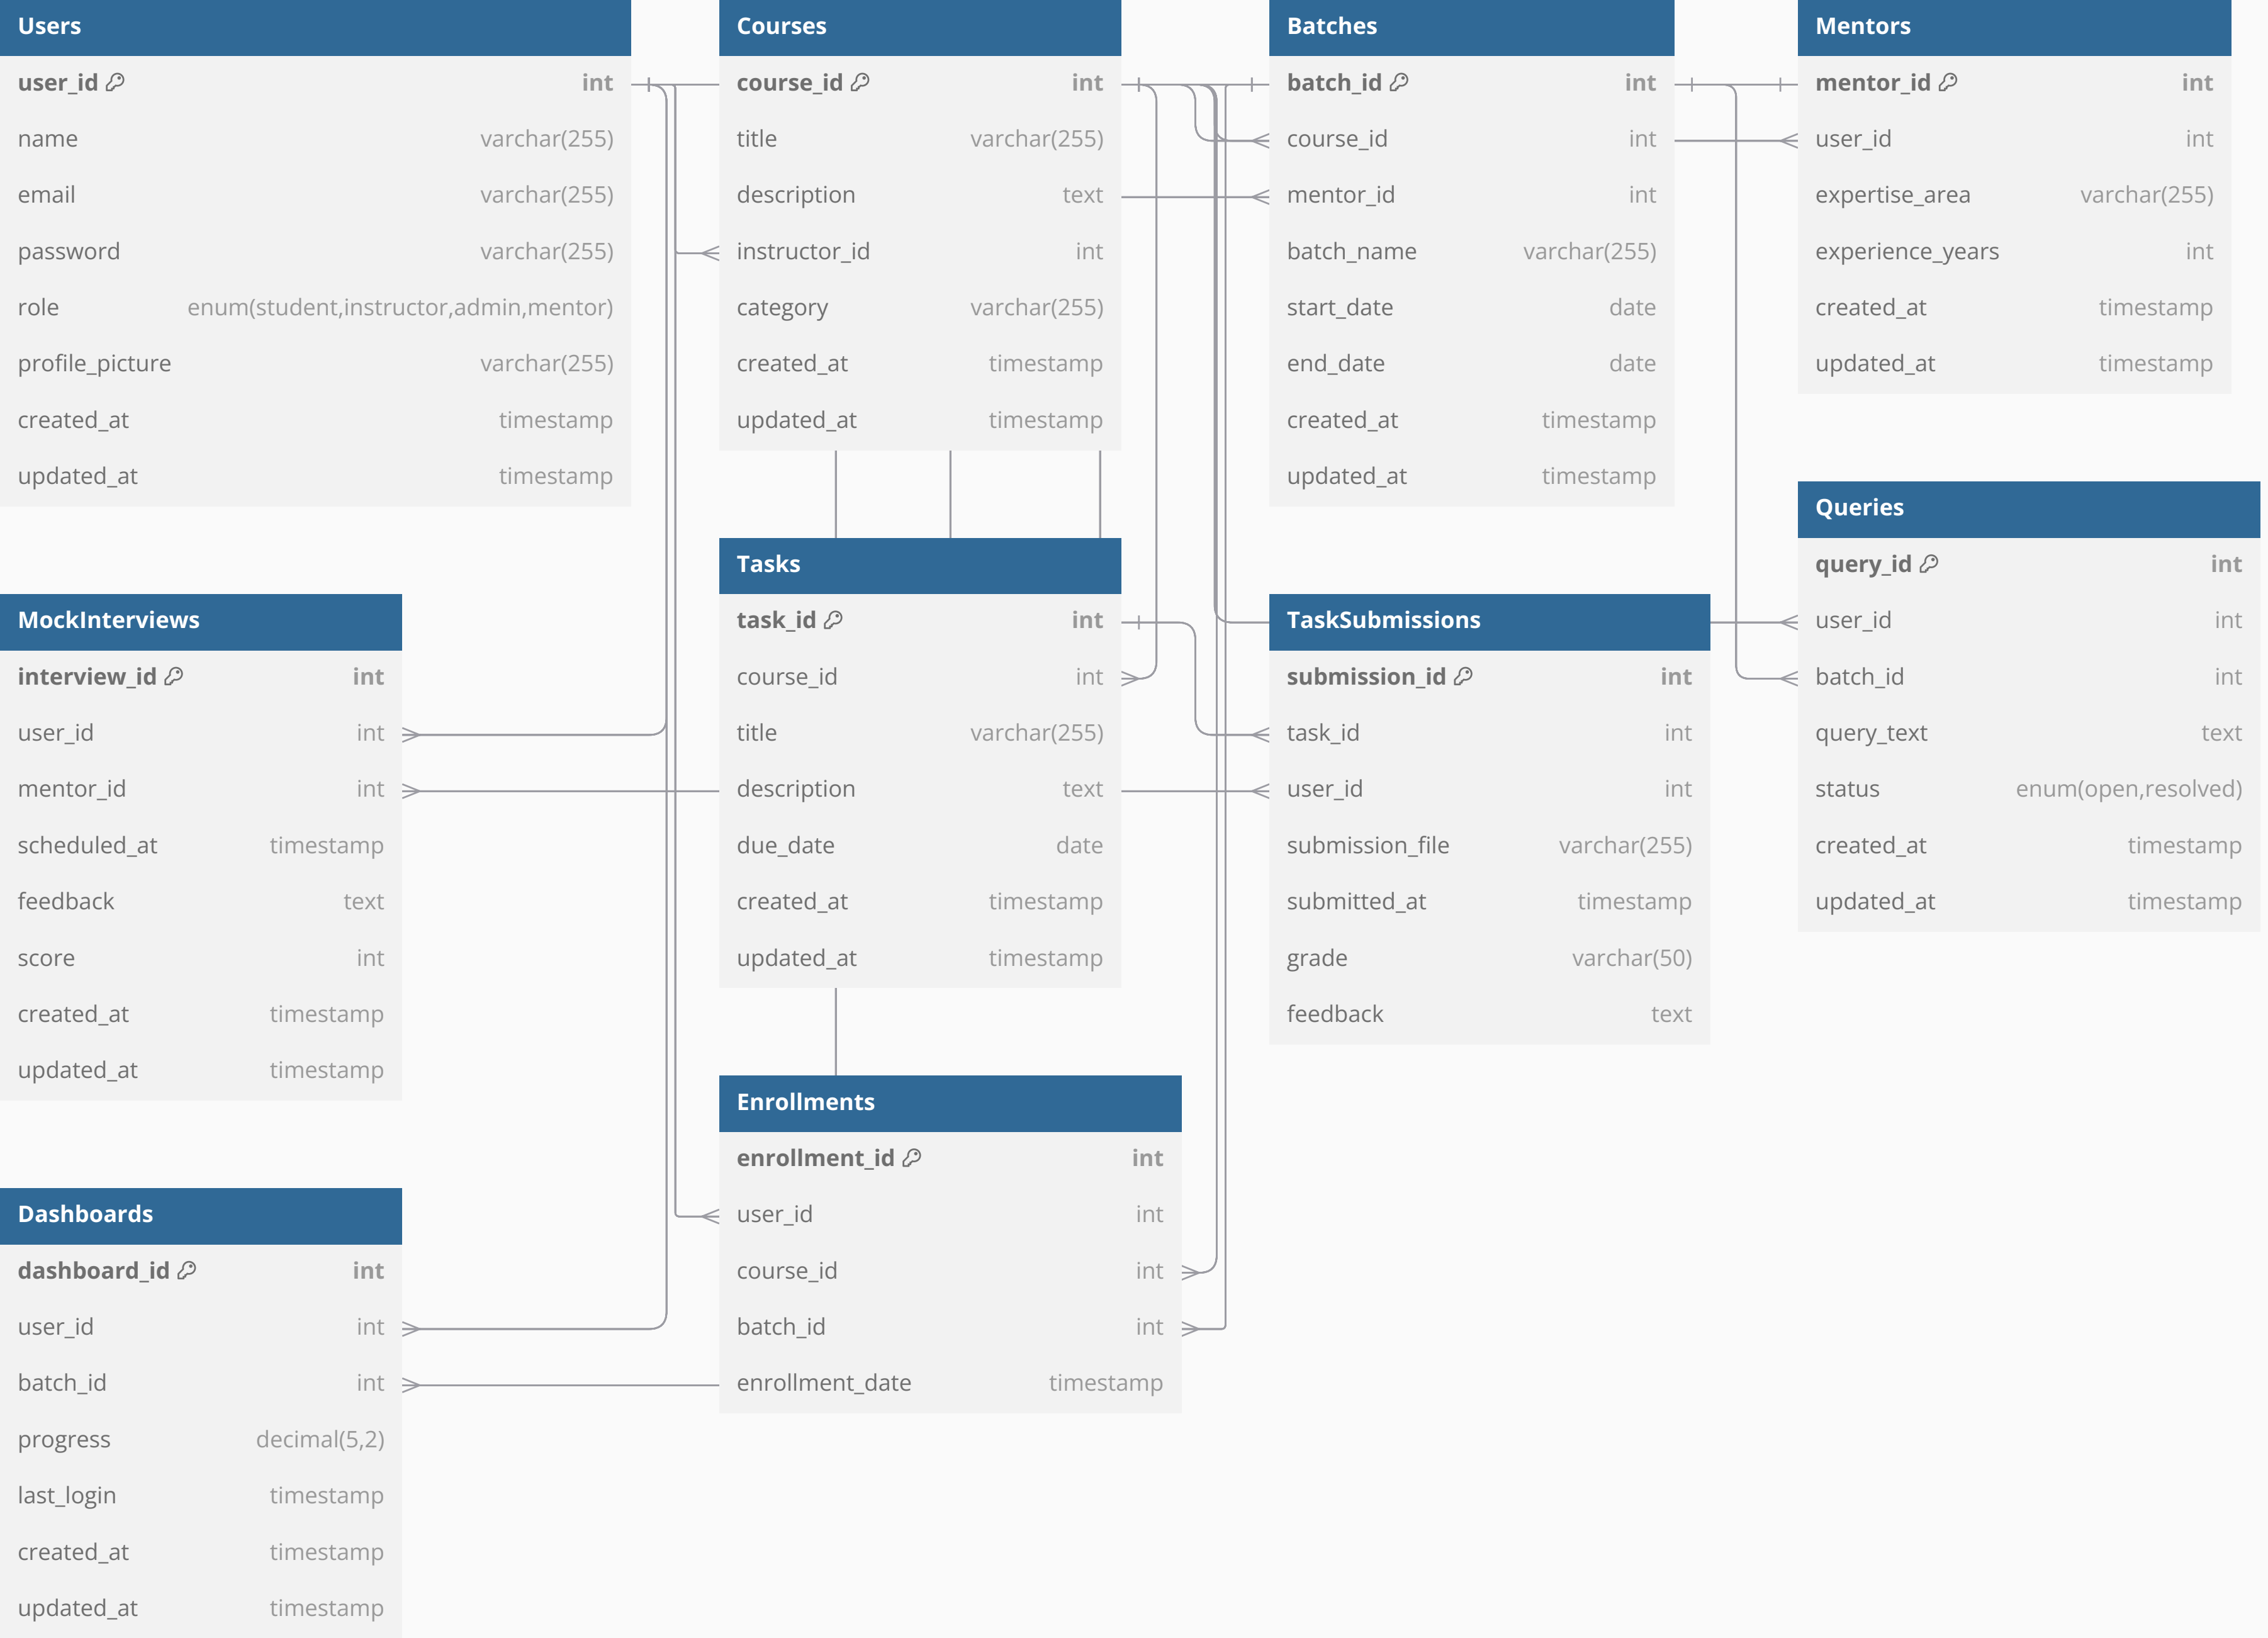 Users
user_id int
name varchar(255)
email varchar(255)
password varchar(255)
role enum(student,instructor,admin,mentor)
profile_picture varchar(255)
created_at timestamp
updated_at timestamp
Courses
course_id int
title varchar(255)
description text
instructor_id int
category varchar(255)
created_at timestamp
updated_at timestamp
Batches
batch_id int
course_id int
mentor_id int
batch_name varchar(255)
start_date date
end_date date
created_at timestamp
updated_at timestamp
Mentors
mentor_id int
user_id int
expertise_area varchar(255)
experience_years int
created_at timestamp
updated_at timestamp
MockInterviews
interview_id int
user_id int
mentor_id int
scheduled_at timestamp
feedback text
score int
created_at timestamp
updated_at timestamp
Tasks
task_id int
course_id int
title varchar(255)
description text
due_date date
created_at timestamp
updated_at timestamp
TaskSubmissions
submission_id int
task_id int
user_id int
submission_file varchar(255)
submitted_at timestamp
grade varchar(50)
feedback text
Queries
query_id int
user_id int
batch_id int
query_text text
status enum(open,resolved)
created_at timestamp
updated_at timestamp
Dashboards
dashboard_id int
user_id int
batch_id int
progress decimal(5,2)
last_login timestamp
created_at timestamp
updated_at timestamp
Enrollments
enrollment_id int
user_id int
course_id int
batch_id int
enrollment_date timestamp